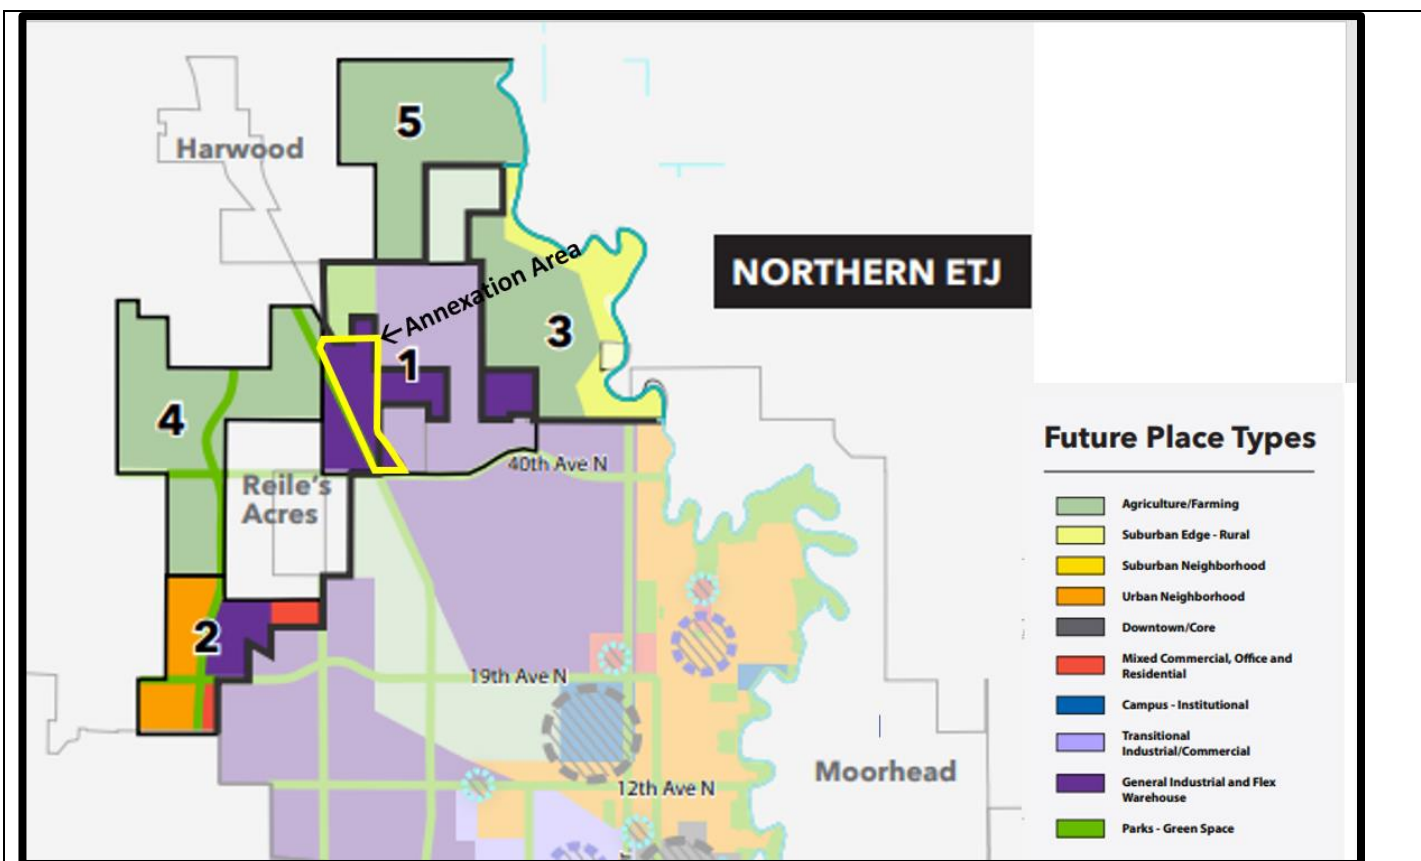 5
Harwood
←Annexation Area
NORTHERN ETJ
3
1
4
40th Ave N
Reile's
Acres
2
19th Ave N
12th Ave N
Moorhead
Future Place Types
Agriculture/Farming
Suburban Edge - Rural
Suburban Neighborhood
Urban Neighborhood
Downtown/Core
Mixed Commercial, Office and
Residential
Campus - Institutional
Transitional
Industrial/Commercial
General Industrial and Flex
Warehouse
Parks - Green Space